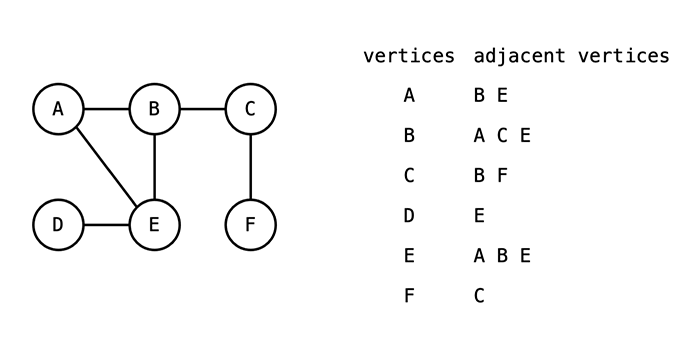 A B C
D E F
vertices adjacent vertices
A B E
B A C E
C B F
D E
E A B E
F C